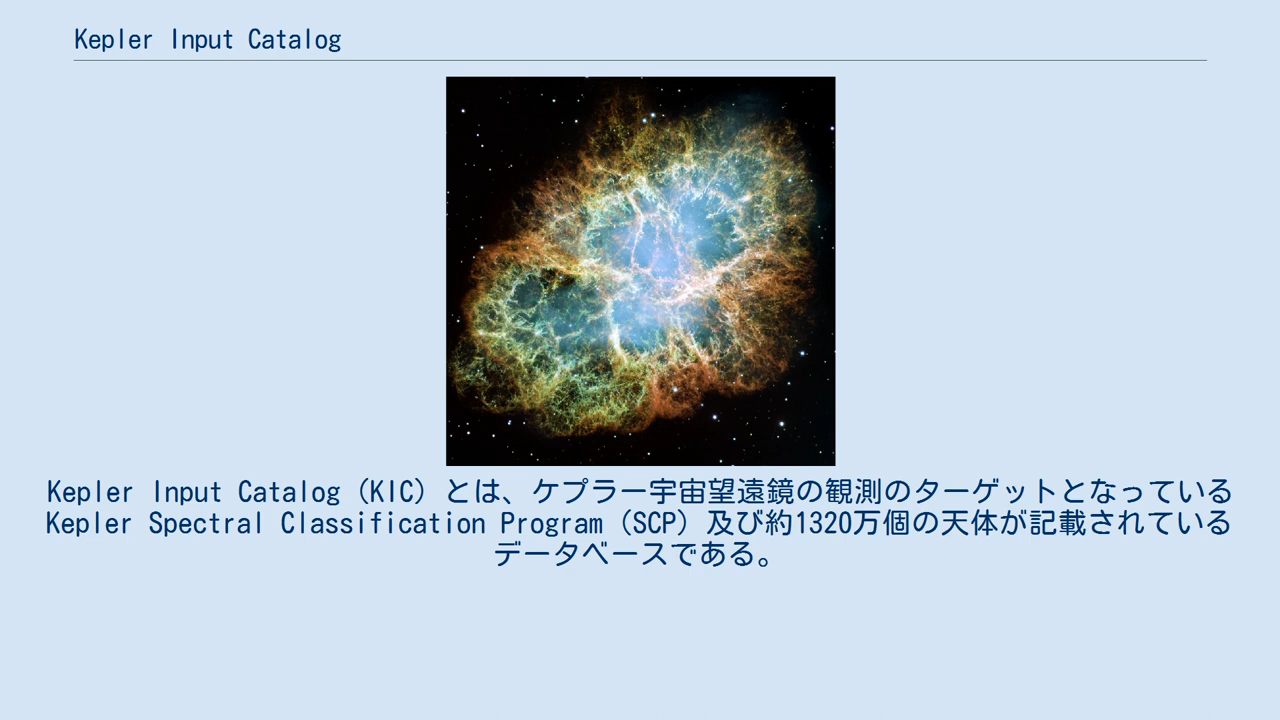 Kepler Input Catalog
Kepler Input Catalog（KIC）とは、ケプラー宇宙望遠鏡の観測のターゲットとなっている
Kepler Spectral Classification Program（SCP）及び約1320万個の天体が記載されている
データベースである。